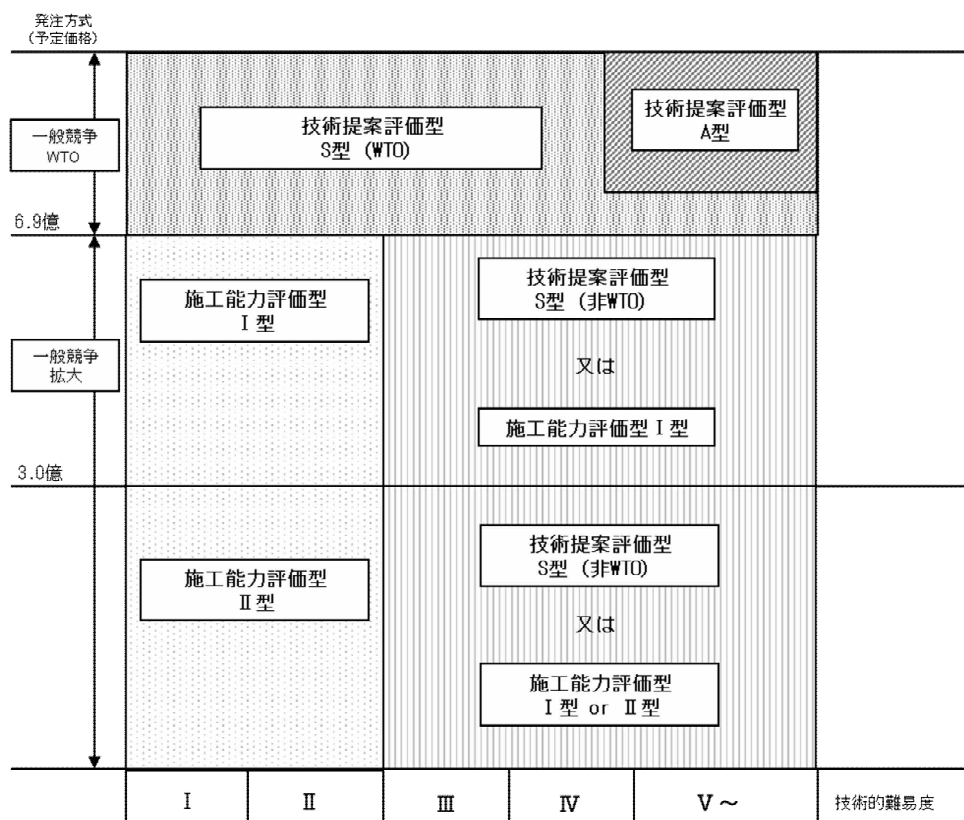 発注方式
(予定価格)
技術提案評価型
S型 (WTO)
技術提案評価型
A型
一般競争
WTO
6.9億
施工能力評価型
Ⅰ型
技術提案評価型
S型 (非WTO)
一般競争
拡大
又は
施工能力評価型Ⅰ型
3.0億
施工能力評価型
Ⅱ型
技術提案評価型
S型 (非WTO)
又は
施工能力評価型
Ⅰ型 or Ⅱ型
Ⅰ
Ⅱ
Ⅲ
Ⅳ
Ⅴ～
技術的難易度